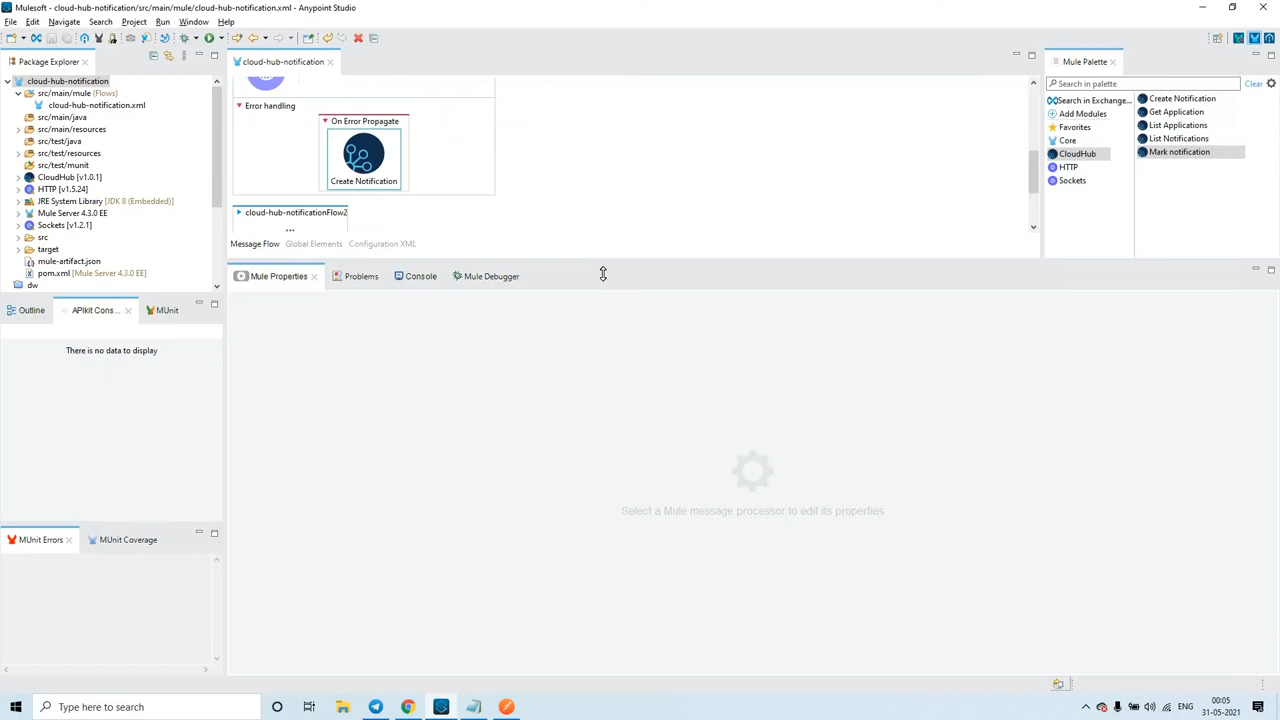 Mulesoft - cloud-hub-notification/src/main/mule/cloud-hub-notification.xml - Anypoint Studio
File Edit Navigate Search Project Run Window Help
Package Explorer
cloud-hub-notification
src/main/mule (Flows)
cloud-hub-notification.xml
src/main/java
src/main/resources
src/test/java
src/test/resources
src/test/munit
CloudHub [v1.0.1]
HTTP [v1.5.24]
JRE System Library [JDK 8 (Embedded)]
Mule Server 4.3.0 EE
Sockets [v1.2.1]
src
target
mule-artifact.json
pom.xml [Mule Server 4.3.0 EE]
dw
cloud-hub-notification
Error handling
On Error Propagate
Create Notification
cloud-hub-notificationFlow2
...
Message Flow Global Elements Configuration XML
Mule Palette
Search in palette Clear
Search in Exchange...
Add Modules
Favorites
Core
CloudHub
HTTP
Sockets
Create Notification
Get Application
List Applications
List Notifications
Mark notification
Mule Properties Problems Console Mule Debugger
Select a Mule message processor to edit its properties
Outline APIkit Cons... MUnit
There is no data to display
MUnit Errors MUnit Coverage
Type here to search
ENG
00:05
31-05-2021